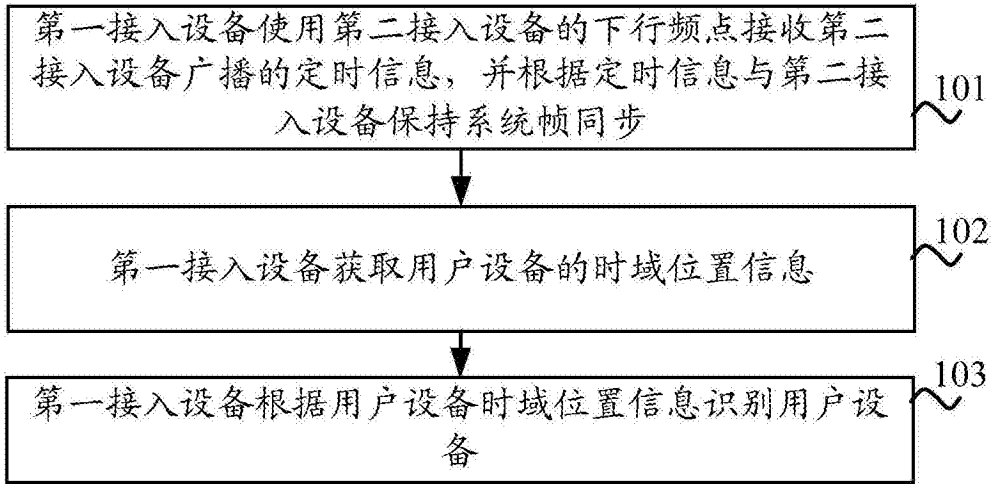 第一接入设备使用第二接入设备的下行频点接收第二
接入设备广播的定时信息，并根据定时信息与第二接
入设备保持系统帧同步
101
第一接入设备获取用户设备的时域位置信息
102
第一接入设备根据用户设备时域位置信息识别用户设
备
103